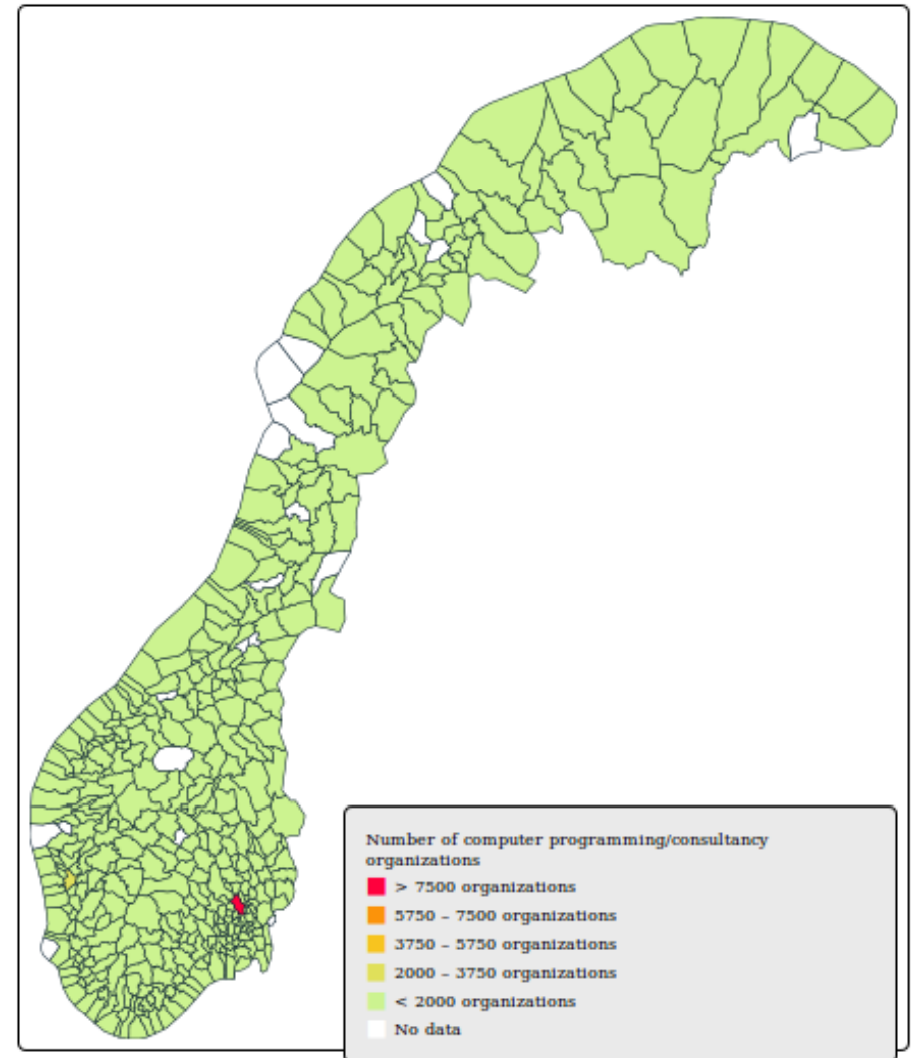 Number of computer programming/consultancy
organizations
> 7500 organizations
5750 – 7500 organizations
3750 – 5750 organizations
2000 – 3750 organizations
< 2000 organizations
No data